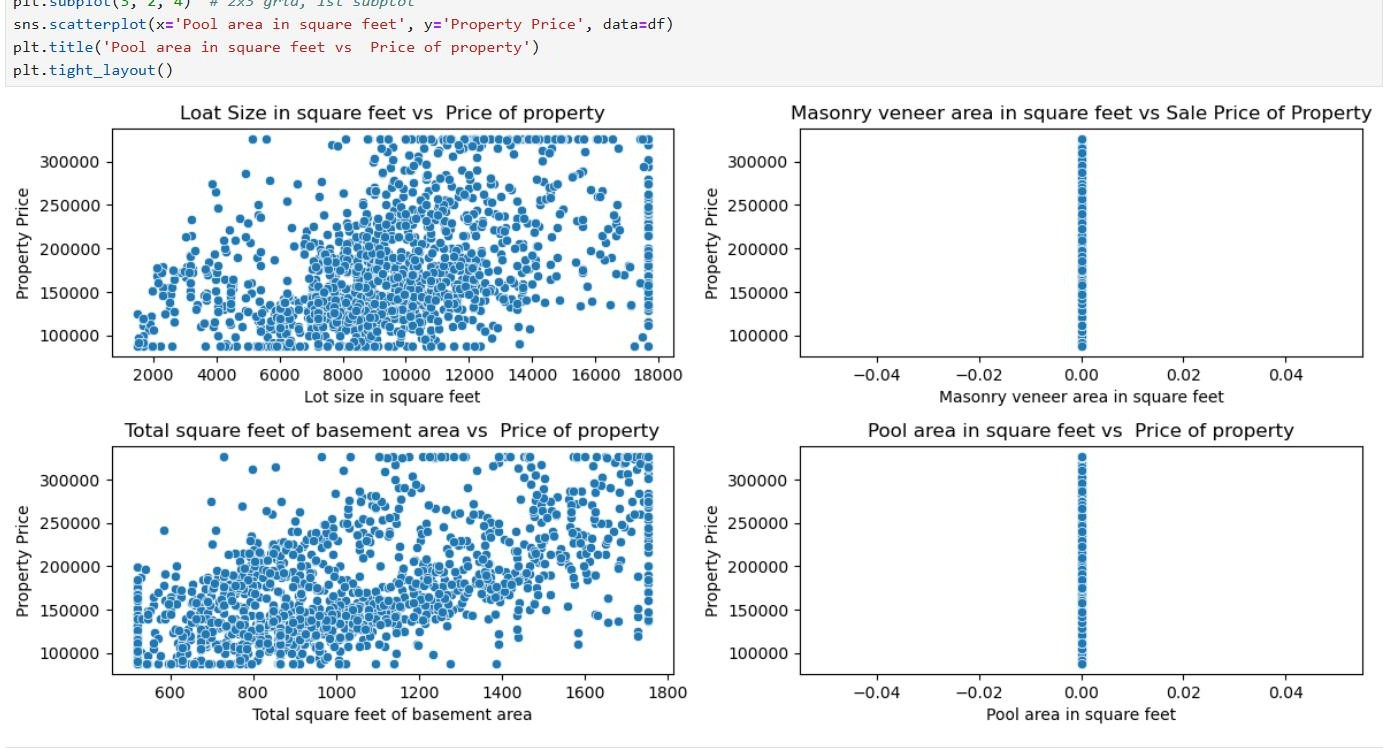 plt.subplot(3, 2, 4)  # 2x3 grid, 1st subplot
sns.scatterplot(x='Pool area in square feet', y='Property Price', data=df)
plt.title('Pool area in square feet vs  Price of property')
plt.tight_layout()
Loat Size in square feet vs  Price of property
300000
250000
200000
150000
100000
Property Price
2000 4000 6000 8000 10000 12000 14000 16000 18000
Lot size in square feet
Masonry veneer area in square feet vs Sale Price of Property
300000
250000
200000
150000
100000
Property Price
−0.04 −0.02 0.00 0.02 0.04
Masonry veneer area in square feet
Total square feet of basement area vs  Price of property
300000
250000
200000
150000
100000
Property Price
600 800 1000 1200 1400 1600 1800
Total square feet of basement area
Pool area in square feet vs  Price of property
300000
250000
200000
150000
100000
Property Price
−0.04 −0.02 0.00 0.02 0.04
Pool area in square feet